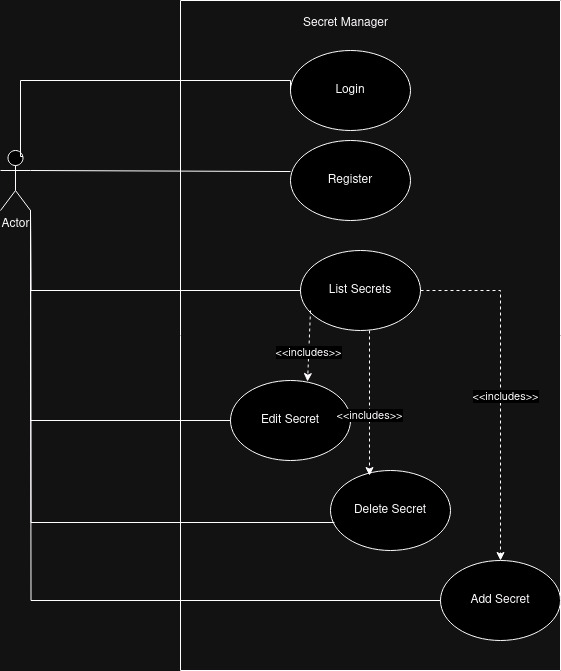 Secret Manager
Login
Register
Actor
List Secrets
<<includes>>
<<includes>>
<<includes>>
Edit Secret
Delete Secret
Add Secret